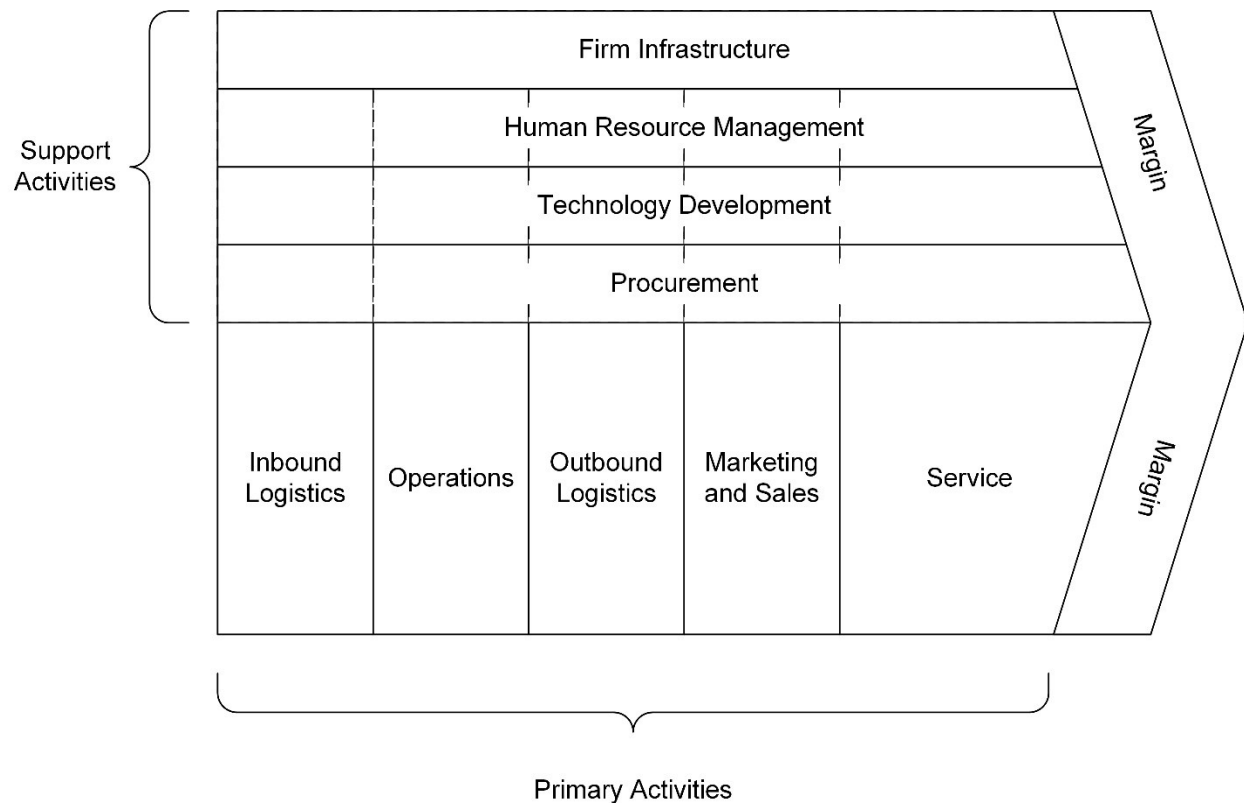 Firm Infrastructure
Human Resource Management
Technology Development
Procurement
Support
Activities
Margin
Inbound
Logistics
Operations
Outbound
Logistics
Marketing
and Sales
Service
Margin
Primary Activities